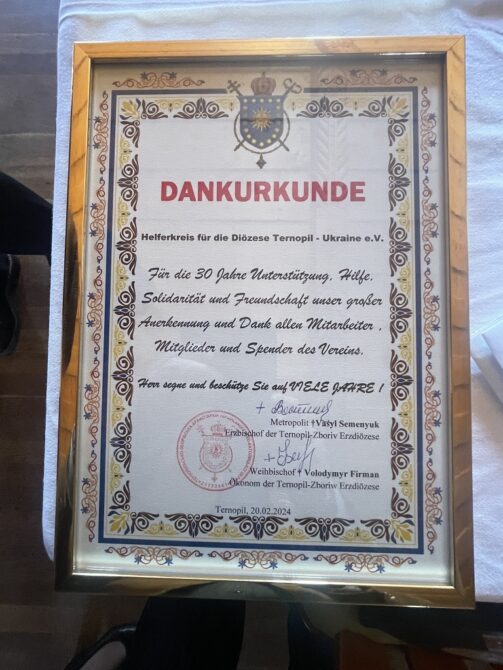 DANKURKUNDE
Helferkreis für die Diözese Ternopil - Ukraine e.V.
Für die 30 Jahre Unterstützung, Hilfe,
Solidarität und Freundschaft unser großer
Anerkennung und Dank allen Mitarbeiter ,
Mitglieder und Spender des Vereins.
Herr segne und beschütze Sie auf VIELE JAHRE !
Metropolit †Vasyl Semenyuk
Erzbischof der Ternopil-Zboriv Erzdiözese
Weihbischof † Volodymyr Firman
Ökonom der Ternopil-Zboriw Erzdiözese
Ternopil, 20.02.2024